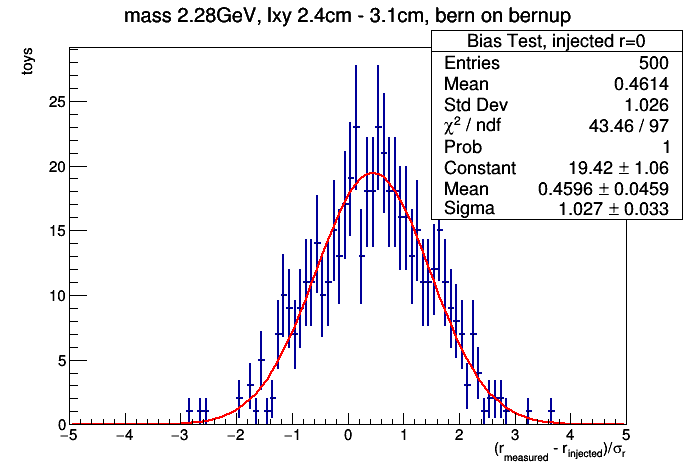 mass 2.28GeV, lxy 2.4cm - 3.1cm, bern on bernup
Bias Test, injected r=0
Entries 500
Mean 0.4614
Std Dev 1.026
χ² / ndf 43.46 / 97
Prob 1
Constant 19.42 ± 1.06
Mean 0.4596 ± 0.0459
Sigma 1.027 ± 0.033
toys
25
20
15
10
5
0
−5 −4 −3 −2 −1 0 1 2 3 4 5
(r_measured - r_injected)/σ_r